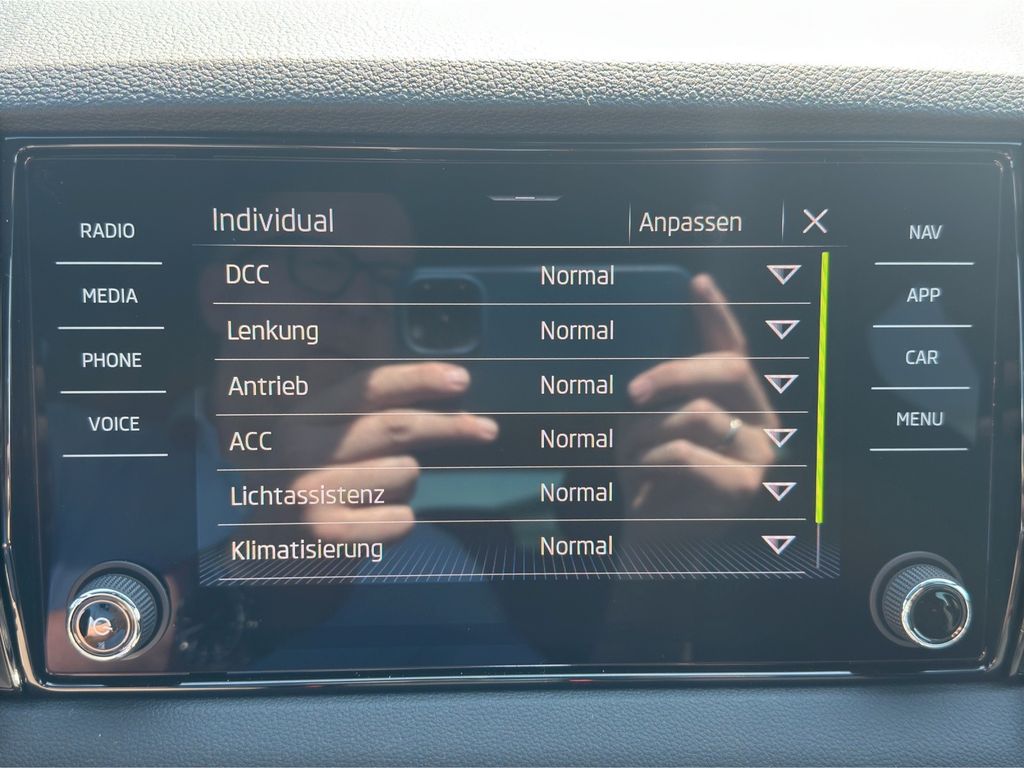 RADIO
MEDIA
PHONE
VOICE
Individual Anpassen
DCC Normal
Lenkung Normal
Antrieb Normal
ACC Normal
Lichtassistenz Normal
Klimatisierung Normal
NAV
APP
CAR
MENU